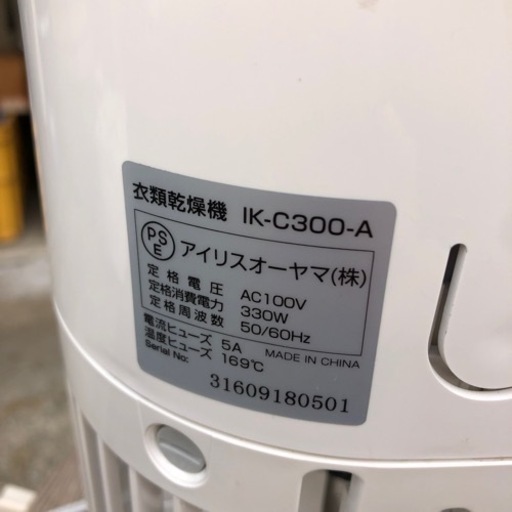 衣類乾燥機 IK-C300-A
PSE アイリスオーヤマ(株)
定格電圧 AC100V
定格消費電力 330W
定格周波数 50/60Hz
電流ヒューズ 5A
温度ヒューズ 169℃ MADE IN CHINA
Serial No:
31609180501